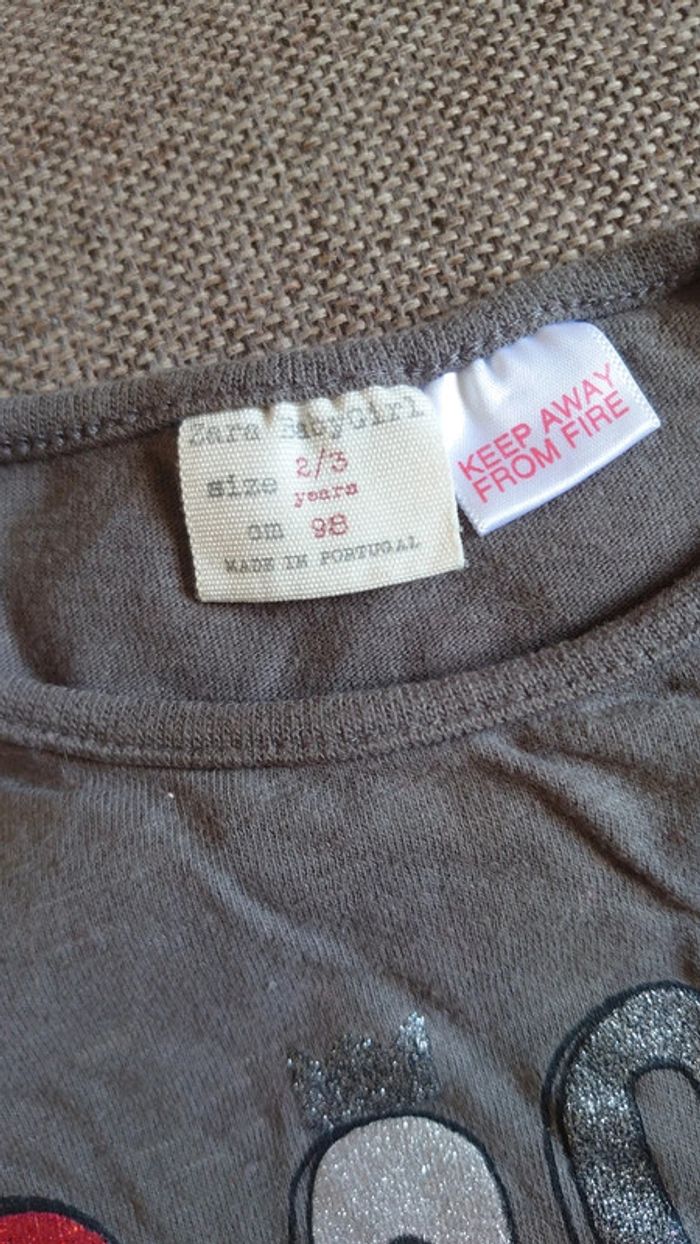 Zara BabyGirl
size 2/3 years
cm 98
MADE IN PORTUGAL
KEEP AWAY
FROM FIRE